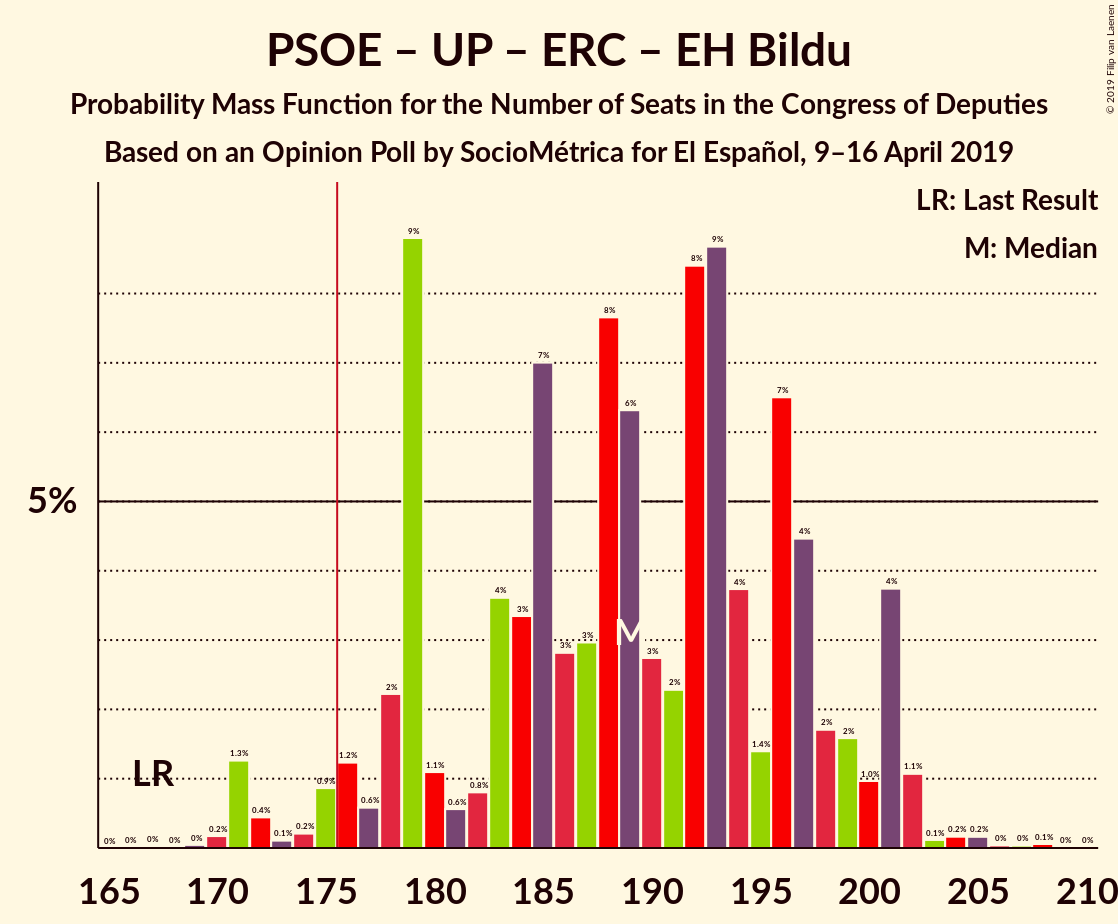 PSOE – UP – ERC – EH Bildu
Probability Mass Function for the Number of Seats in the Congress of Deputies
Based on an Opinion Poll by SocioMétrica for El Español, 9–16 April 2019
© 2019 Filip van Laenen
LR: Last Result
M: Median
5%
LR
M
0% 0% 0% 0% 0% 0.2% 1.3% 0.4% 0.1% 0.2% 0.9% 1.2% 0.6% 2% 9% 1.1% 0.6% 0.8% 4% 3% 7% 3% 3% 8% 6% 3% 2% 8% 9% 4% 1.4% 7% 4% 2% 2% 1.0% 4% 1.1% 0.1% 0.2% 0.2% 0% 0% 0.1% 0% 0%
165 170 175 180 185 190 195 200 205 210